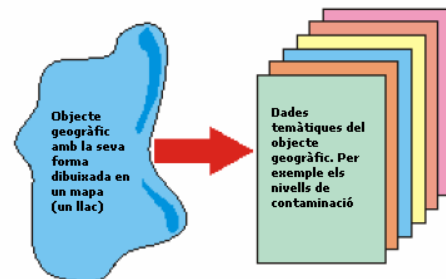 Objecte
geogràfic
amb la seva
forma
dibuixada en
un mapa
(un llac)
Dades
temàtiques del
objecte
geogràfic. Per
exemple els
nivells de
contaminació